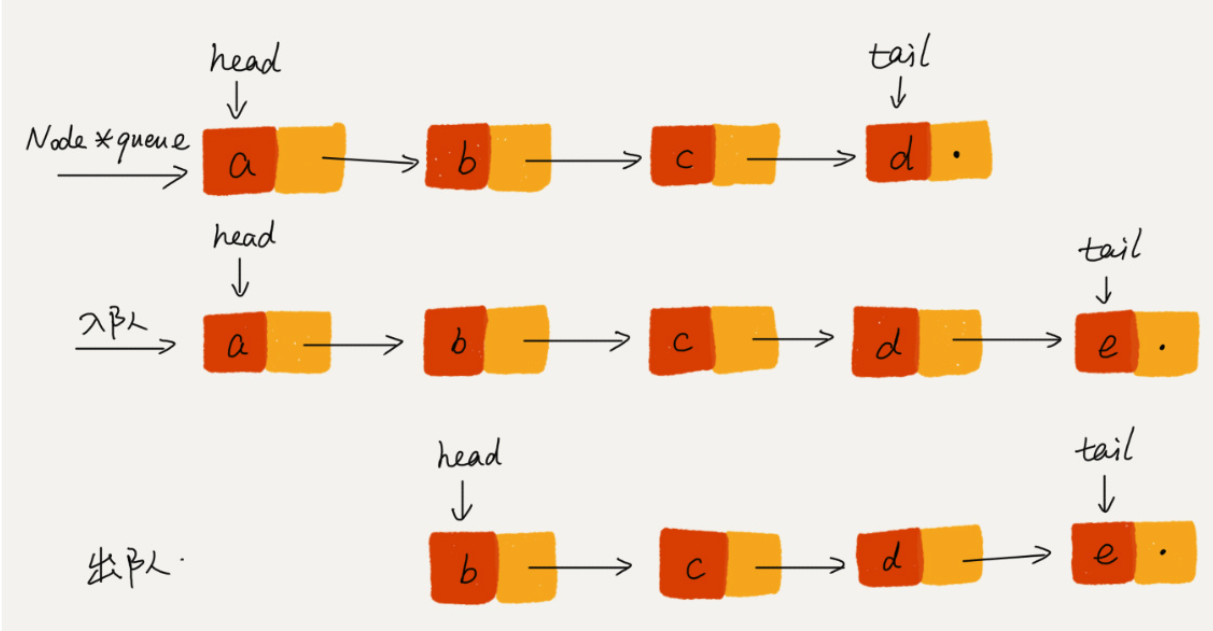 head tail
Node *queue
a b c d
head tail
入队
a b c d e
head tail
出队
b c d e